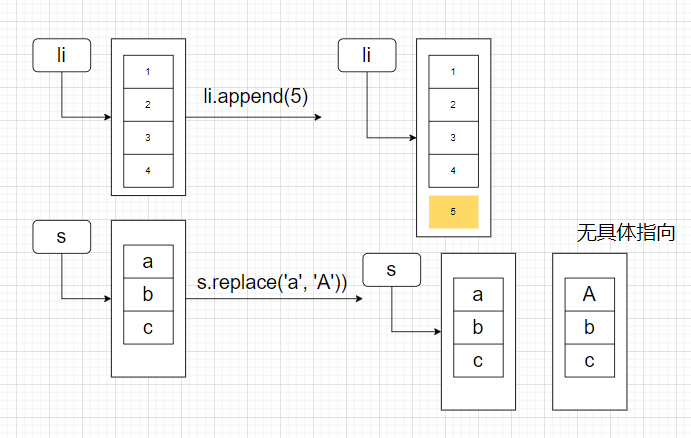 li
1
2
3
4
li.append(5)
li
1
2
3
4
5
s
a
b
c
s.replace('a', 'A'))
s
a
b
c
无具体指向
A
b
c